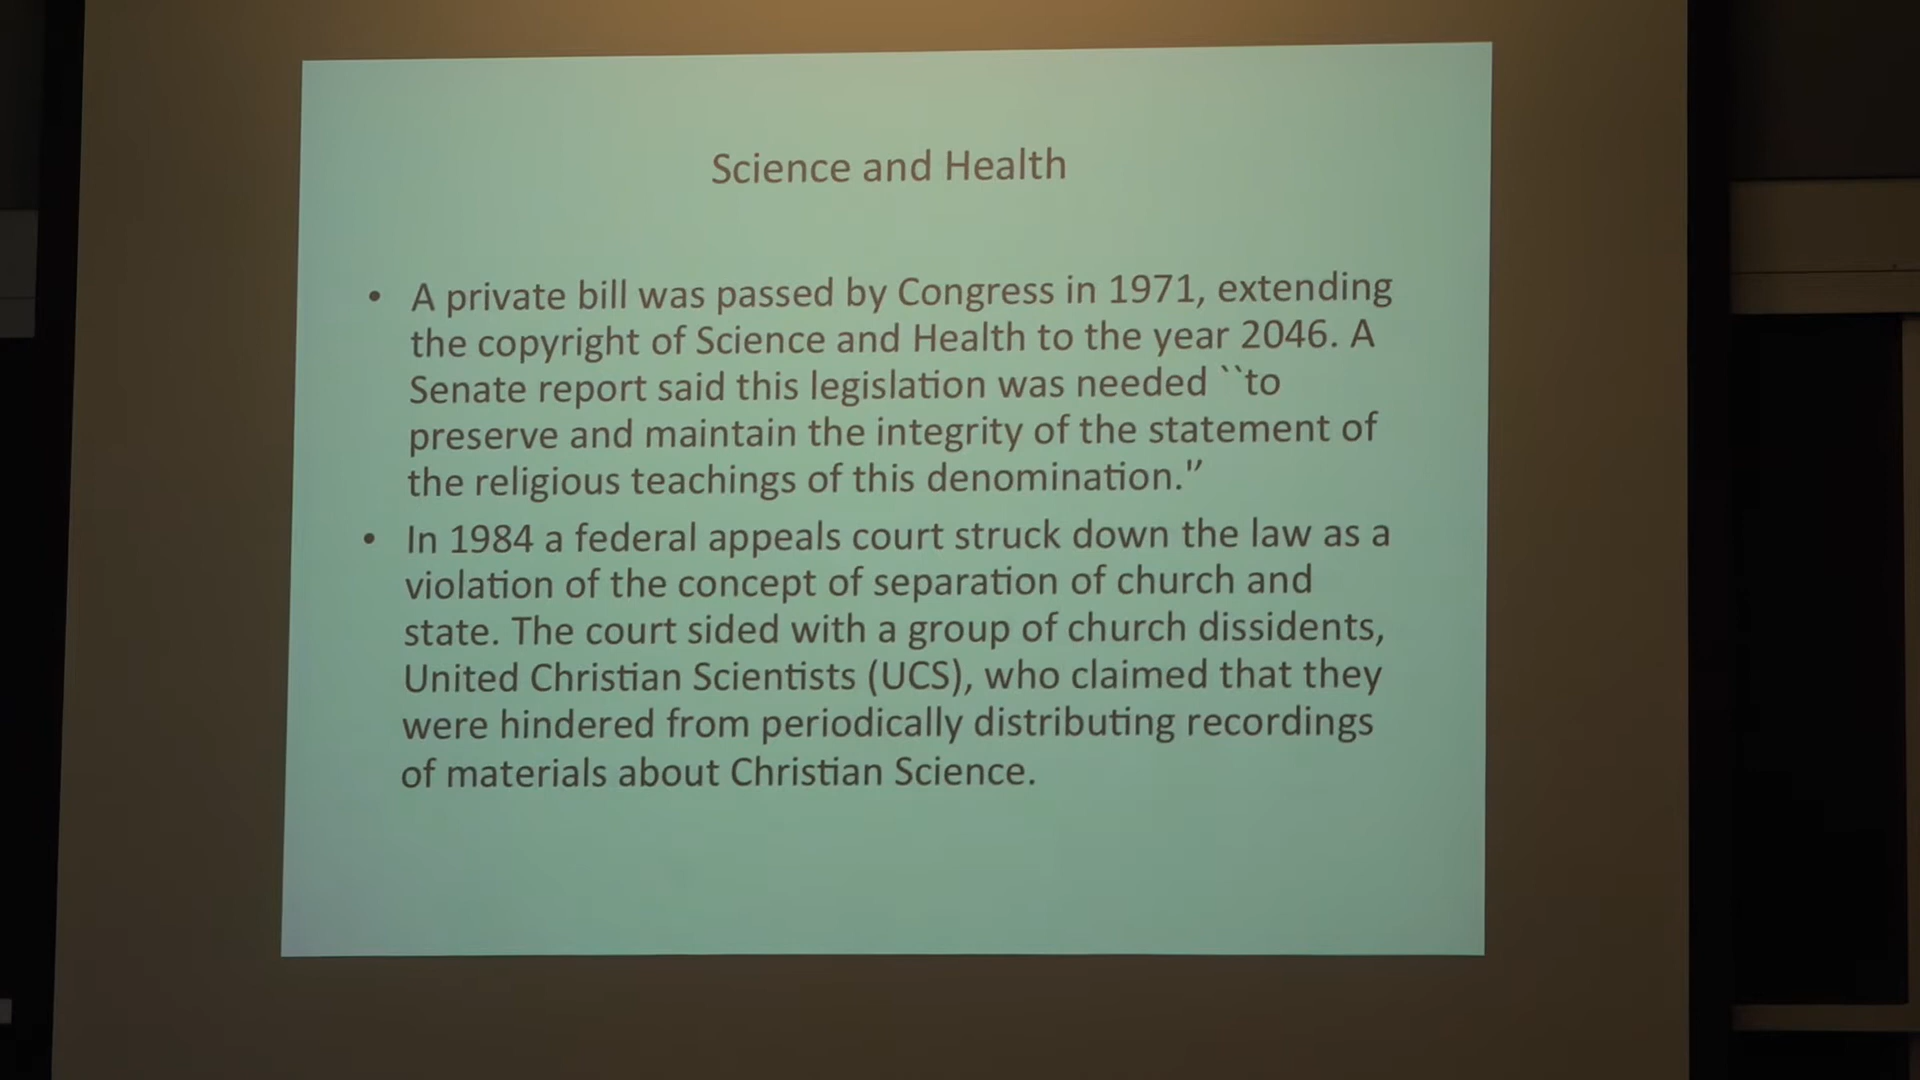 Science and Health
• A private bill was passed by Congress in 1971, extending
the copyright of Science and Health to the year 2046. A
Senate report said this legislation was needed ``to
preserve and maintain the integrity of the statement of
the religious teachings of this denomination."
• In 1984 a federal appeals court struck down the law as a
violation of the concept of separation of church and
state. The court sided with a group of church dissidents,
United Christian Scientists (UCS), who claimed that they
were hindered from periodically distributing recordings
of materials about Christian Science.